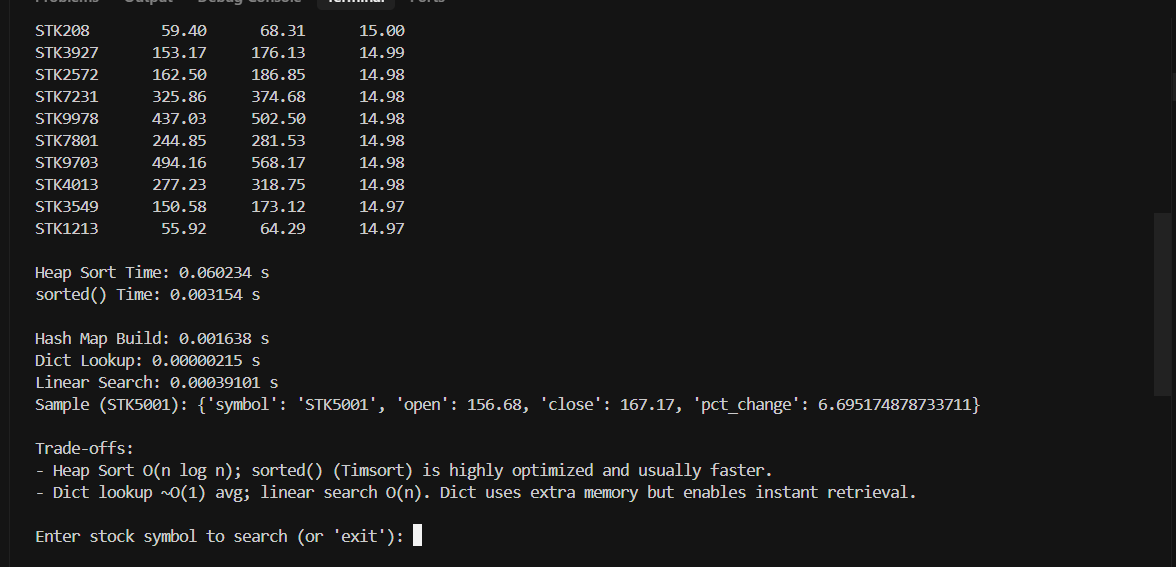 Problems Output Debug Console Terminal Ports
STK208 59.40 68.31 15.00
STK3927 153.17 176.13 14.99
STK2572 162.50 186.85 14.98
STK7231 325.86 374.68 14.98
STK9978 437.03 502.50 14.98
STK7801 244.85 281.53 14.98
STK9703 494.16 568.17 14.98
STK4013 277.23 318.75 14.98
STK3549 150.58 173.12 14.97
STK1213 55.92 64.29 14.97
Heap Sort Time: 0.060234 s
sorted() Time: 0.003154 s
Hash Map Build: 0.001638 s
Dict Lookup: 0.00000215 s
Linear Search: 0.00039101 s
Sample (STK5001): {'symbol': 'STK5001', 'open': 156.68, 'close': 167.17, 'pct_change': 6.695174878733711}
Trade-offs:
- Heap Sort O(n log n); sorted() (Timsort) is highly optimized and usually faster.
- Dict lookup ~O(1) avg; linear search O(n). Dict uses extra memory but enables instant retrieval.
Enter stock symbol to search (or 'exit'):